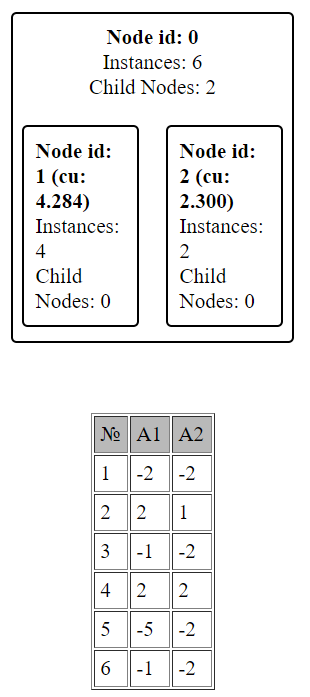 Node id: 0
Instances: 6
Child Nodes: 2
Node id:
1 (cu:
4.284)
Instances:
4
Child
Nodes: 0
Node id:
2 (cu:
2.300)
Instances:
2
Child
Nodes: 0
№ A1 A2
1 -2 -2
2 2 1
3 -1 -2
4 2 2
5 -5 -2
6 -1 -2